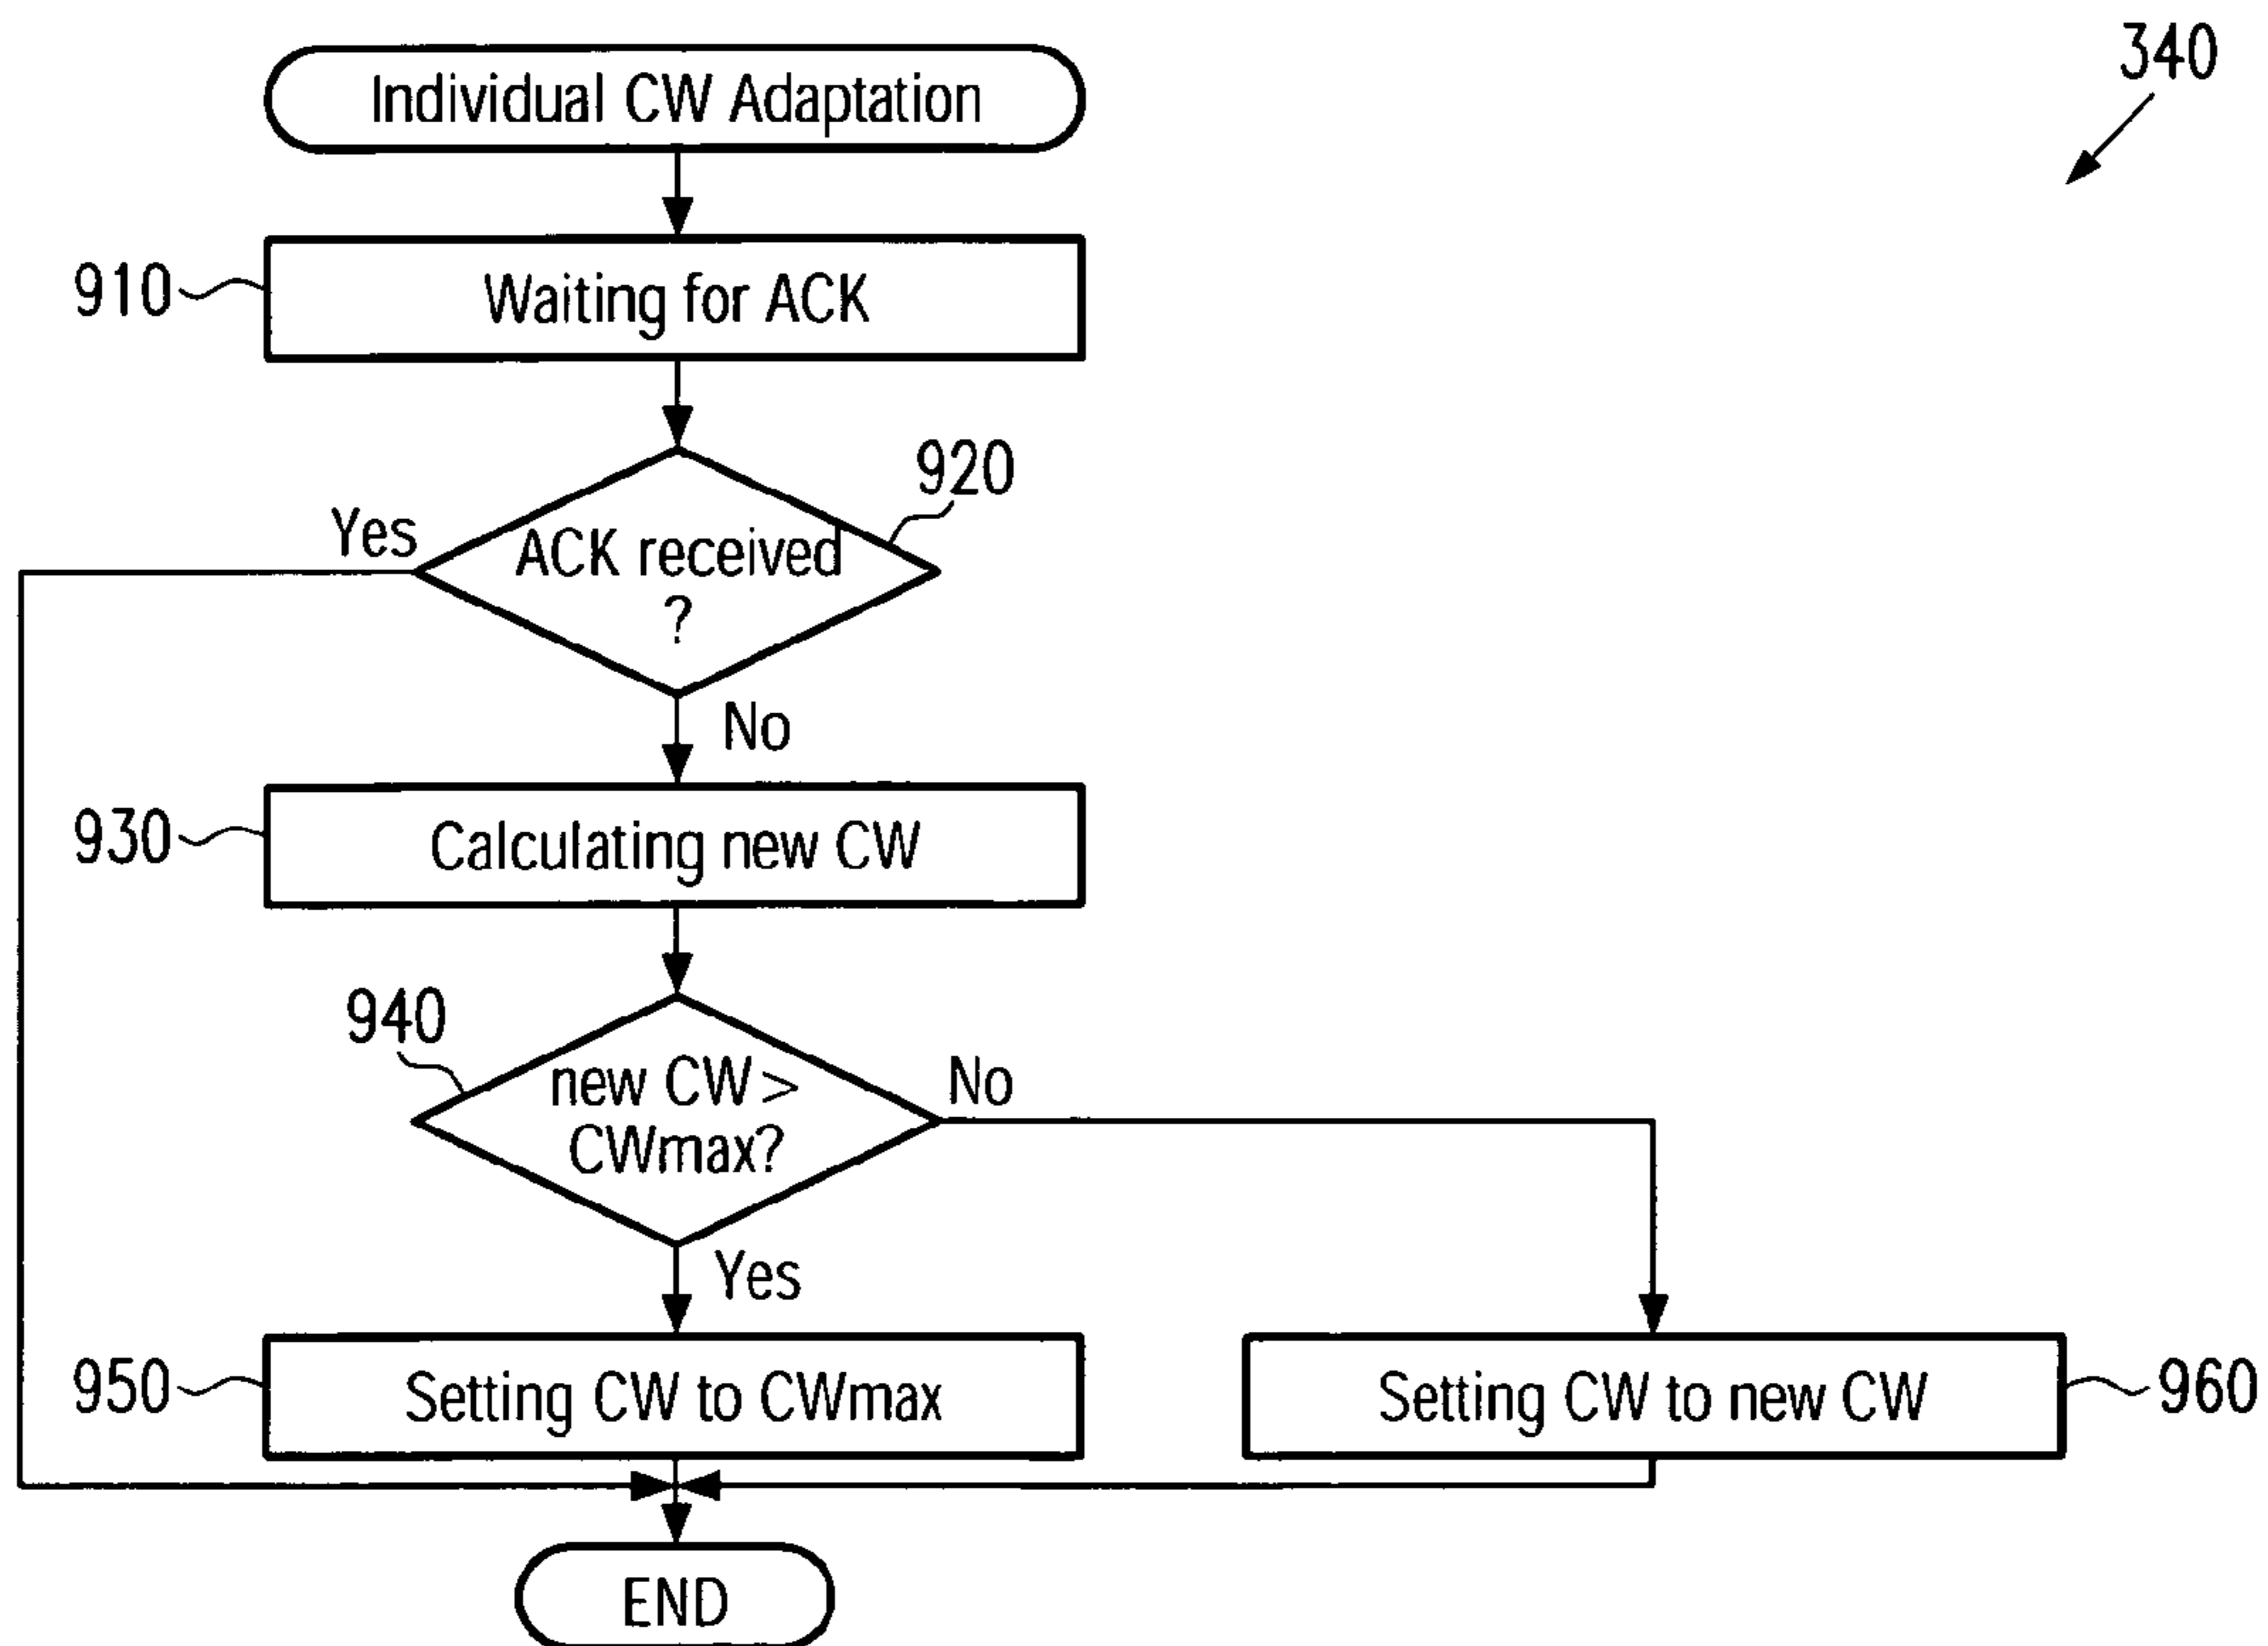 340
Individual CW Adaptation
910
Waiting for ACK
920
Yes
ACK received
?
No
930
Calculating new CW
940
new CW >
CWmax?
No
Yes
950
Setting CW to CWmax
Setting CW to new CW
960
END